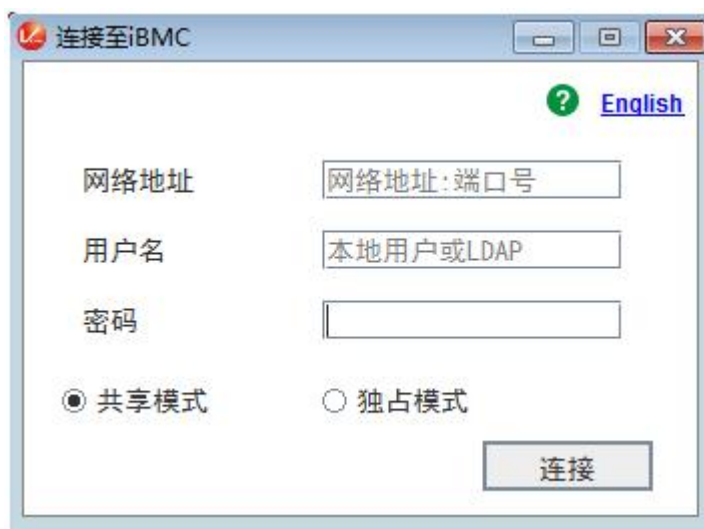 连接至iBMC
English
网络地址 网络地址:端口号
用户名 本地用户或LDAP
密码
共享模式 独占模式
连接